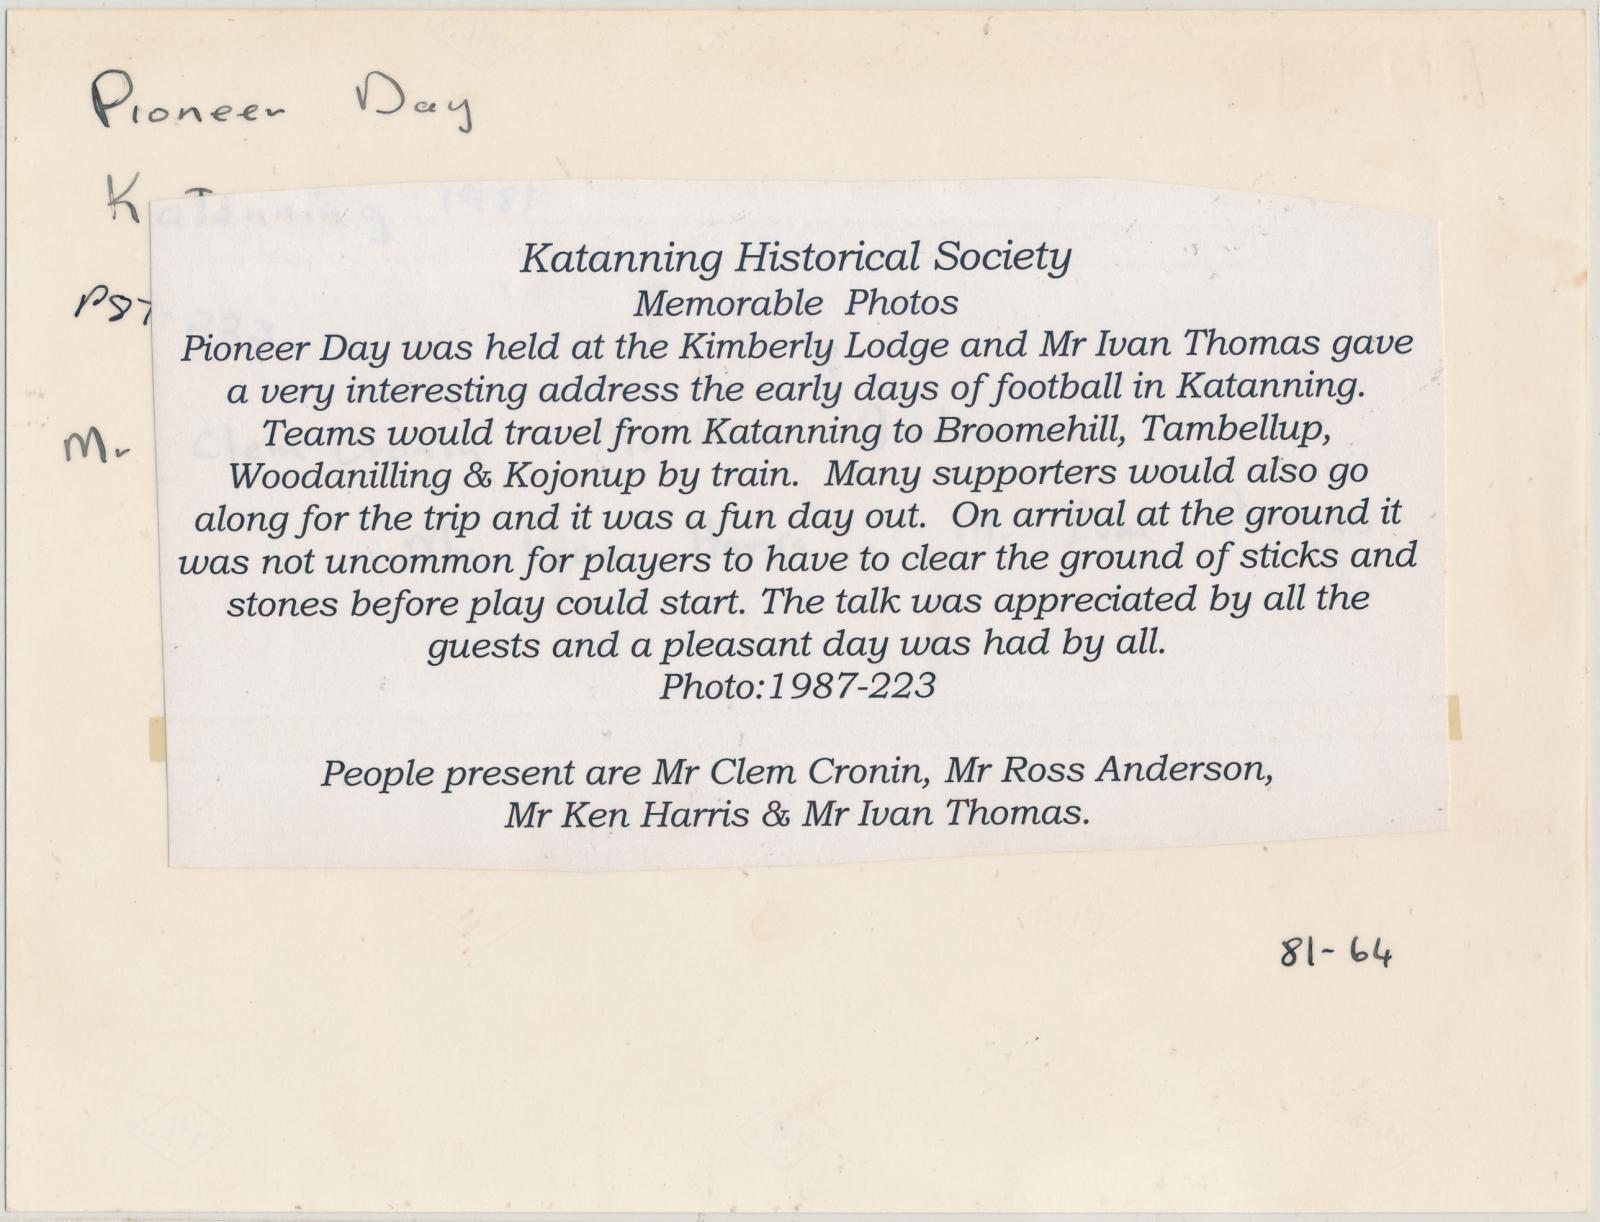 Pioneer Day
Katanning 1981
P87
Katanning Historical Society
Memorable Photos
Pioneer Day was held at the Kimberly Lodge and Mr Ivan Thomas gave
a very interesting address the early days of football in Katanning.
Teams would travel from Katanning to Broomehill, Tambellup,
Woodanilling & Kojonup by train. Many supporters would also go
along for the trip and it was a fun day out. On arrival at the ground it
was not uncommon for players to have to clear the ground of sticks and
stones before play could start. The talk was appreciated by all the
guests and a pleasant day was had by all.
Photo:1987-223
Mr
People present are Mr Clem Cronin, Mr Ross Anderson,
Mr Ken Harris & Mr Ivan Thomas.
81-64